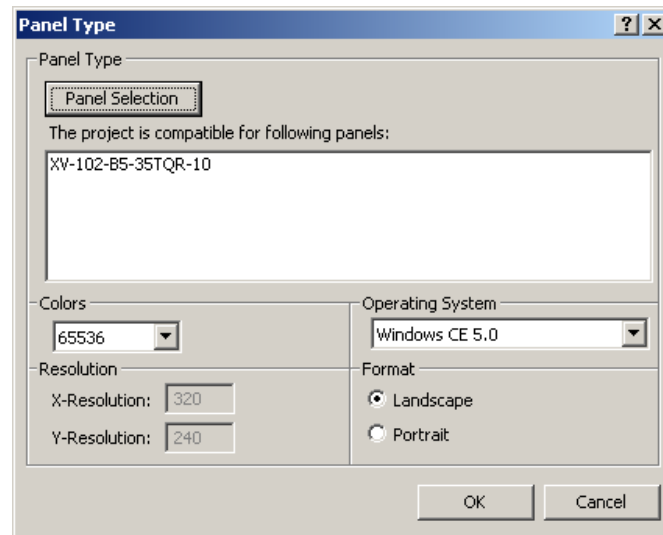 Panel Type
Panel Type
Panel Selection
The project is compatible for following panels:
XV-102-B5-35TQR-10
Colors
65536
Operating System
Windows CE 5.0
Resolution
X-Resolution: 320
Y-Resolution: 240
Format
Landscape
Portrait
OK Cancel